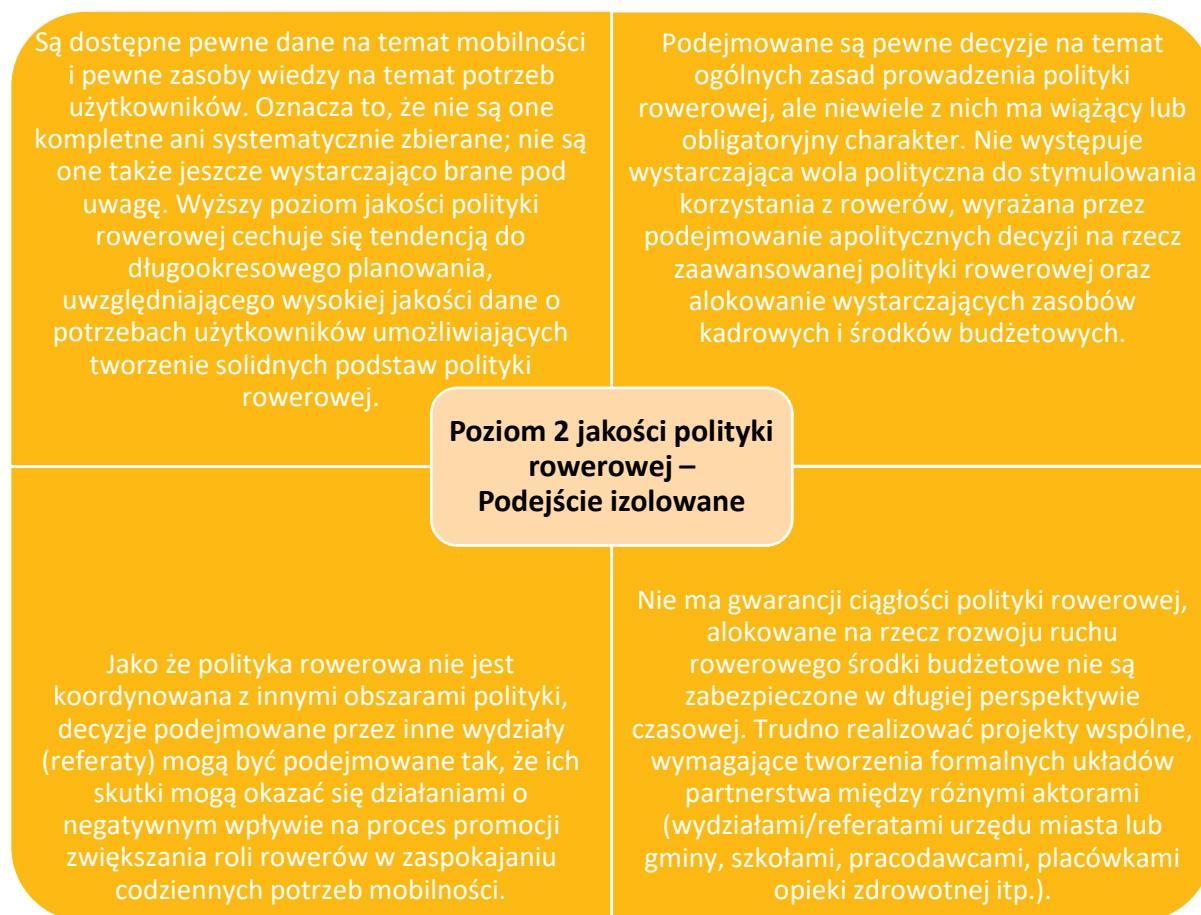 Są dostępne pewne dane na temat mobilności
i pewne zasoby wiedzy na temat potrzeb
użytkowników. Oznacza to, że nie są one
kompletne ani systematycznie zbierane; nie są
one także jeszcze wystarczająco brane pod
uwagę. Wyższy poziom jakości polityki
rowerowej cechuje się tendencją do
długookresowego planowania,
uwzględniającego wysokiej jakości dane o
potrzebach użytkowników umożliwiających
tworzenie solidnych podstaw polityki
rowerowej.
Podejmowane są pewne decyzje na temat
ogólnych zasad prowadzenia polityki
rowerowej, ale niewiele z nich ma wiążący lub
obligatoryjny charakter. Nie występuje
wystarczająca wola polityczna do stymulowania
korzystania z rowerów, wyrażana przez
podejmowanie apolitycznych decyzji na rzecz
zaawansowanej polityki rowerowej oraz
alokowanie wystarczających zasobów
kadrowych i środków budżetowych.
Poziom 2 jakości polityki
rowerowej –
Podejście izolowane
Jako że polityka rowerowa nie jest
koordynowana z innymi obszarami polityki,
decyzje podejmowane przez inne wydziały
(referaty) mogą być podejmowane tak, że ich
skutki mogą okazać się działaniami o
negatywnym wpływie na proces promocji
zwiększania roli rowerów w zaspokajaniu
codziennych potrzeb mobilności.
Nie ma gwarancji ciągłości polityki rowerowej,
alokowane na rzecz rozwoju ruchu
rowerowego środki budżetowe nie są
zabezpieczone w długiej perspektywie
czasowej. Trudno realizować projekty wspólne,
wymagające tworzenia formalnych układów
partnerstwa między różnymi aktorami
(wydziałami/referatami urzędu miasta lub
gminy, szkołami, pracodawcami, placówkami
opieki zdrowotnej itp.).